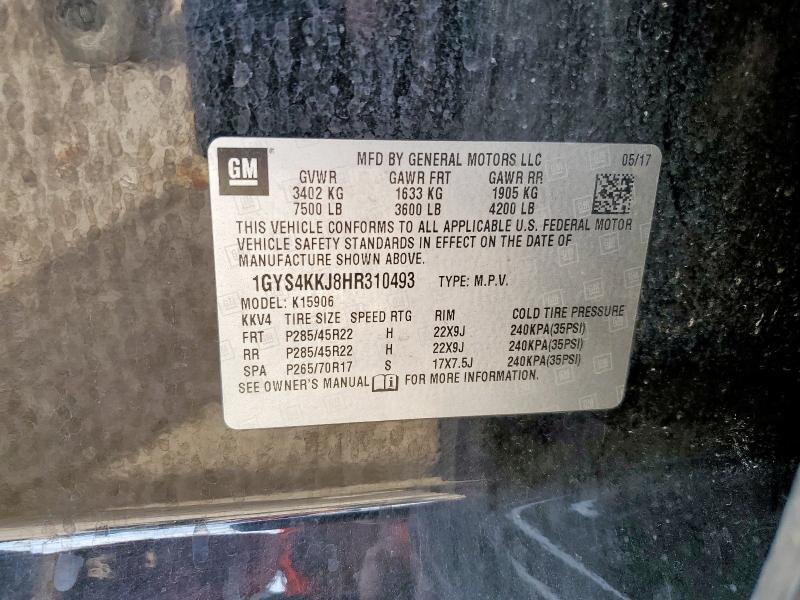 GM
MFD BY GENERAL MOTORS LLC 05/17
GVWR GAWR FRT GAWR RR
3402 KG 1633 KG 1905 KG
7500 LB 3600 LB 4200 LB
THIS VEHICLE CONFORMS TO ALL APPLICABLE U.S. FEDERAL MOTOR
VEHICLE SAFETY STANDARDS IN EFFECT ON THE DATE OF
MANUFACTURE SHOWN ABOVE.
1GYS4KKJ8HR310493 TYPE: M.P.V.
MODEL: K15906
KKV4 TIRE SIZE SPEED RTG RIM COLD TIRE PRESSURE
FRT P285/45R22 H 22X9J 240KPA(35PSI)
RR P285/45R22 H 22X9J 240KPA(35PSI)
SPA P265/70R17 S 17X7.5J 240KPA(35PSI)
SEE OWNER'S MANUAL i FOR MORE INFORMATION.